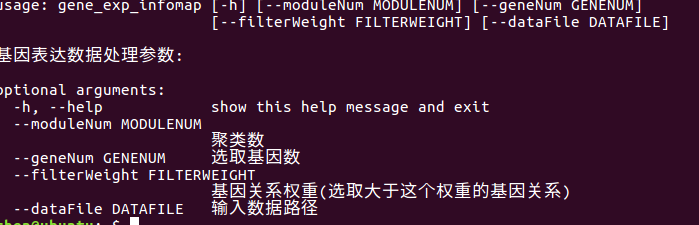 usage: gene_exp_infomap [-h] [--moduleNum MODULENUM] [--geneNum GENENUM]
[--filterWeight FILTERWEIGHT] [--dataFile DATAFILE]
基因表达数据处理参数:
optional arguments:
-h, --help show this help message and exit
--moduleNum MODULENUM
聚类数
--geneNum GENENUM 选取基因数
--filterWeight FILTERWEIGHT
基因关系权重(选取大于这个权重的基因关系)
--dataFile DATAFILE 输入数据路径